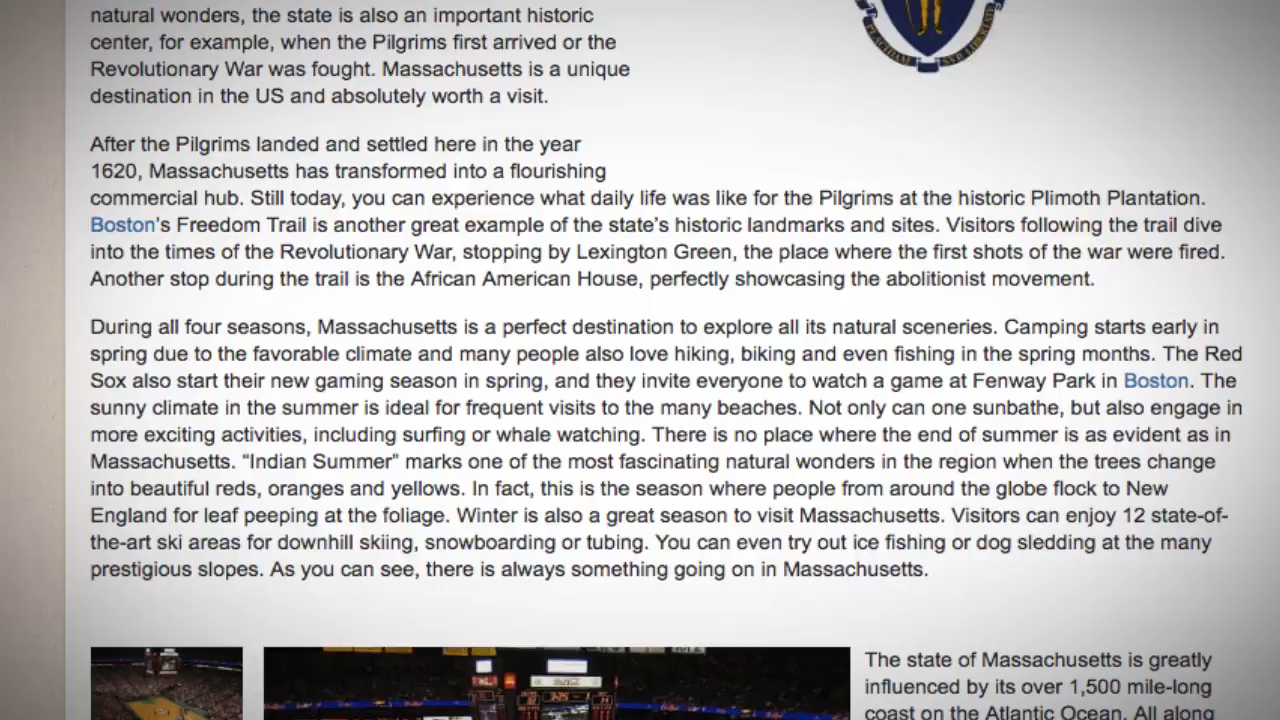 natural wonders, the state is also an important historic
center, for example, when the Pilgrims first arrived or the
Revolutionary War was fought. Massachusetts is a unique
destination in the US and absolutely worth a visit.
After the Pilgrims landed and settled here in the year
1620, Massachusetts has transformed into a flourishing
commercial hub. Still today, you can experience what daily life was like for the Pilgrims at the historic Plimoth Plantation.
Boston's Freedom Trail is another great example of the state's historic landmarks and sites. Visitors following the trail dive
into the times of the Revolutionary War, stopping by Lexington Green, the place where the first shots of the war were fired.
Another stop during the trail is the African American House, perfectly showcasing the abolitionist movement.
During all four seasons, Massachusetts is a perfect destination to explore all its natural sceneries. Camping starts early in
spring due to the favorable climate and many people also love hiking, biking and even fishing in the spring months. The Red
Sox also start their new gaming season in spring, and they invite everyone to watch a game at Fenway Park in Boston. The
sunny climate in the summer is ideal for frequent visits to the many beaches. Not only can one sunbathe, but also engage in
more exciting activities, including surfing or whale watching. There is no place where the end of summer is as evident as in
Massachusetts. “Indian Summer” marks one of the most fascinating natural wonders in the region when the trees change
into beautiful reds, oranges and yellows. In fact, this is the season where people from around the globe flock to New
England for leaf peeping at the foliage. Winter is also a great season to visit Massachusetts. Visitors can enjoy 12 state-of-
the-art ski areas for downhill skiing, snowboarding or tubing. You can even try out ice fishing or dog sledding at the many
prestigious slopes. As you can see, there is always something going on in Massachusetts.
The state of Massachusetts is greatly
influenced by its over 1,500 mile-long
coast on the Atlantic Ocean. All along